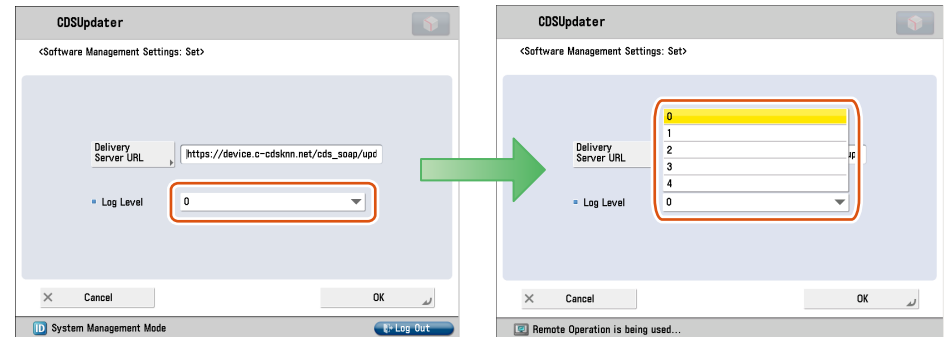 CDSUpdater
<Software Management Settings: Set>
Delivery
Server URL
https://device.c-cdsknn.net/cds_soap/upd
Log Level
0
Cancel
OK
ID System Management Mode
Log Out
CDSUpdater
<Software Management Settings: Set>
0
1
2
3
4
Delivery
Server URL
up
Log Level
0
Cancel
OK
Remote Operation is being used...